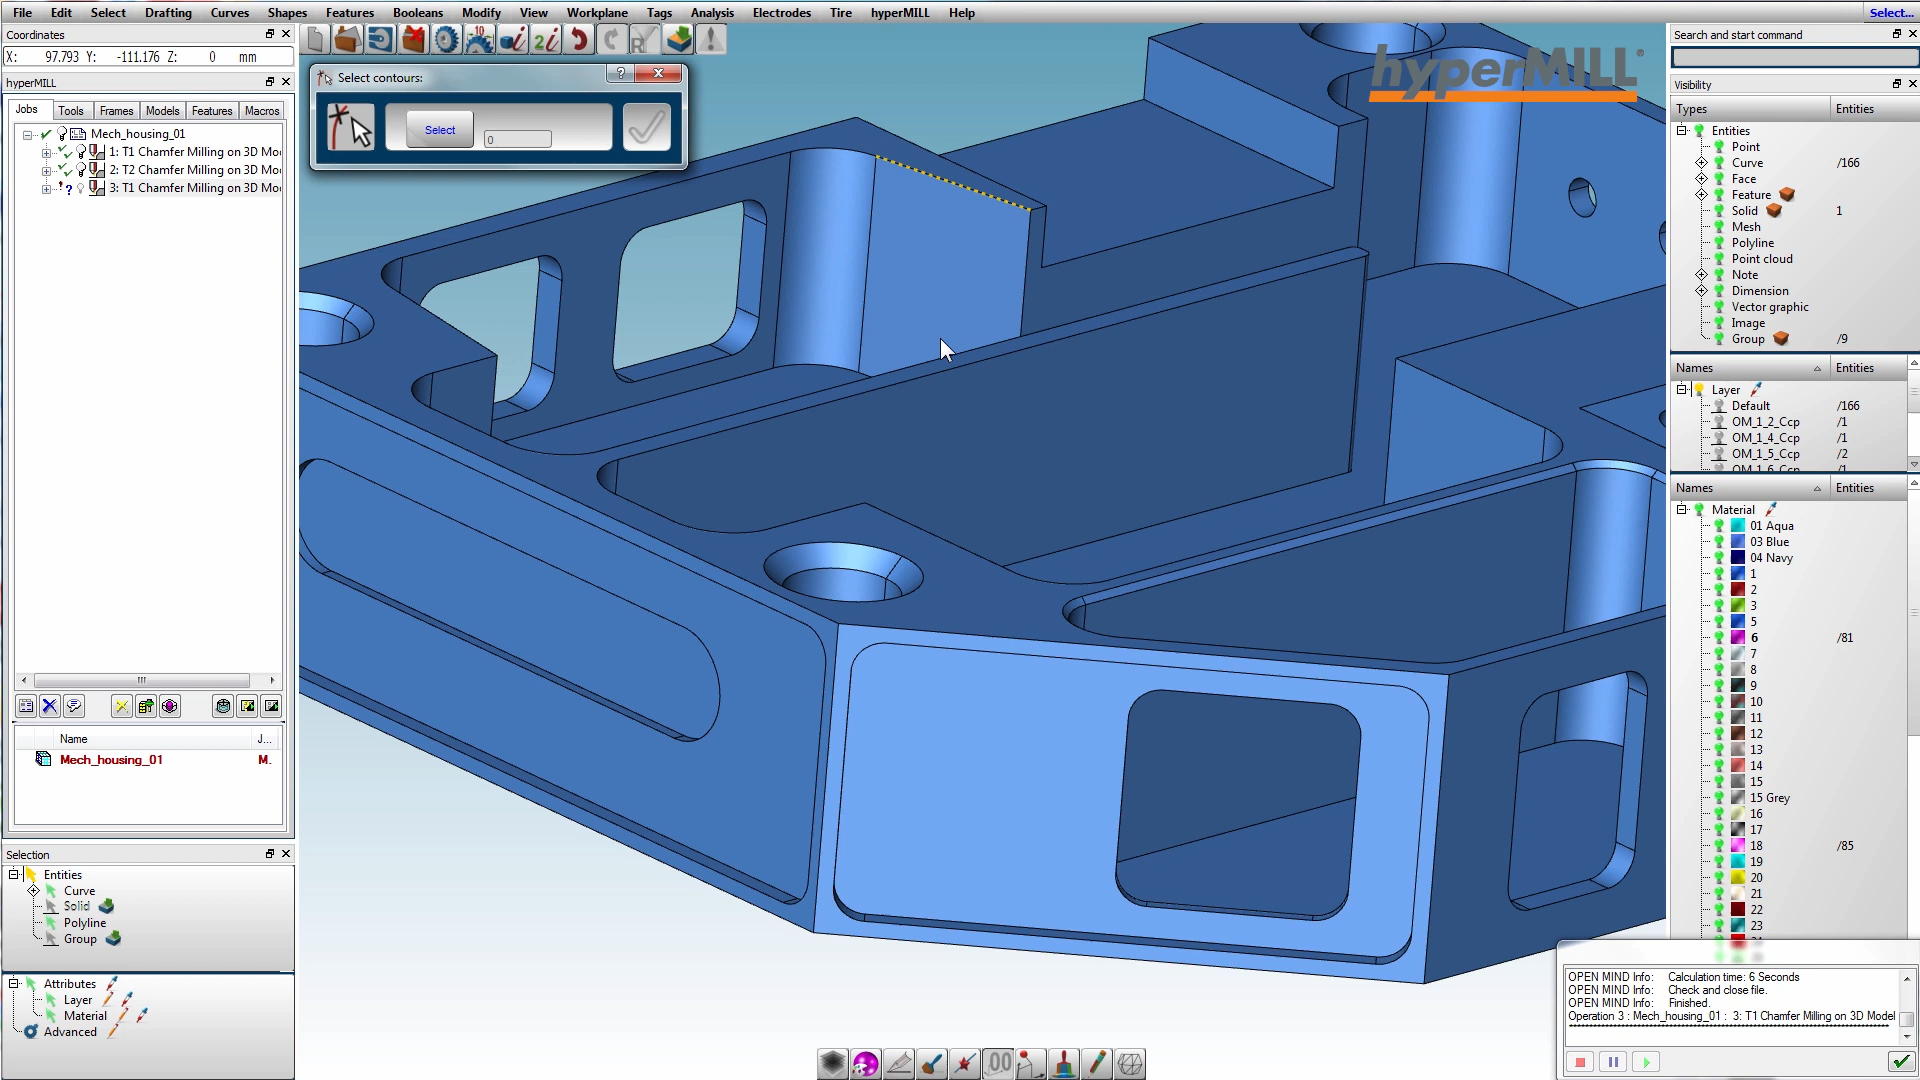 File Edit Select Drafting Curves Shapes Features Booleans Modify View Workplane Tags Analysis Electrodes Tire hyperMILL Help Select...
Coordinates
X: 97.793 Y: -111.176 Z: 0 mm
hyperMILL
Jobs Tools Frames Models Features Macros
Mech_housing_01
1: T1 Chamfer Milling on 3D Mo
2: T2 Chamfer Milling on 3D Mo
3: T1 Chamfer Milling on 3D Mo
Name J...
Mech_housing_01 M.
Selection
Entities
Curve
Solid
Polyline
Group
Attributes
Layer
Material
Advanced
Select contours:
Select 0
hyperMILL®
Search and start command
Visibility
Types Entities
Entities
Point
Curve /166
Face
Feature
Solid 1
Mesh
Polyline
Point cloud
Note
Dimension
Vector graphic
Image
Group /9
Names Entities
Layer
Default /166
OM_1_2_Ccp /1
OM_1_4_Ccp /1
OM_1_5_Ccp /2
OM_1_6_Ccp /1
Names Entities
Material
01 Aqua
03 Blue
04 Navy
1
2
3
5
6 /81
7
8
9
10
11
12
13
14
15
15 Grey
16
17
18 /85
19
20
21
22
23
OPEN MIND Info: Calculation time: 6 Seconds
OPEN MIND Info: Check and close file.
OPEN MIND Info: Finished.
Operation 3 : Mech_housing_01 : 3: T1 Chamfer Milling on 3D Model